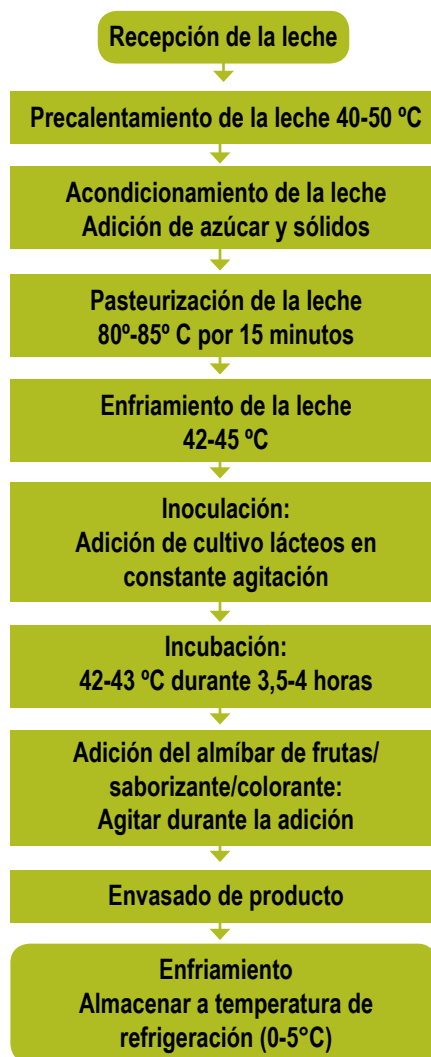 Recepción de la leche
Precalentamiento de la leche 40-50 ºC
Acondicionamiento de la leche
Adición de azúcar y sólidos
Pasteurización de la leche
80º-85º C por 15 minutos
Enfriamiento de la leche
42-45 ºC
Inoculación:
Adición de cultivo lácteos en
constante agitación
Incubación:
42-43 ºC durante 3,5-4 horas
Adición del almíbar de frutas/
saborizante/colorante:
Agitar durante la adición
Envasado de producto
Enfriamiento
Almacenar a temperatura de
refrigeración (0-5°C)